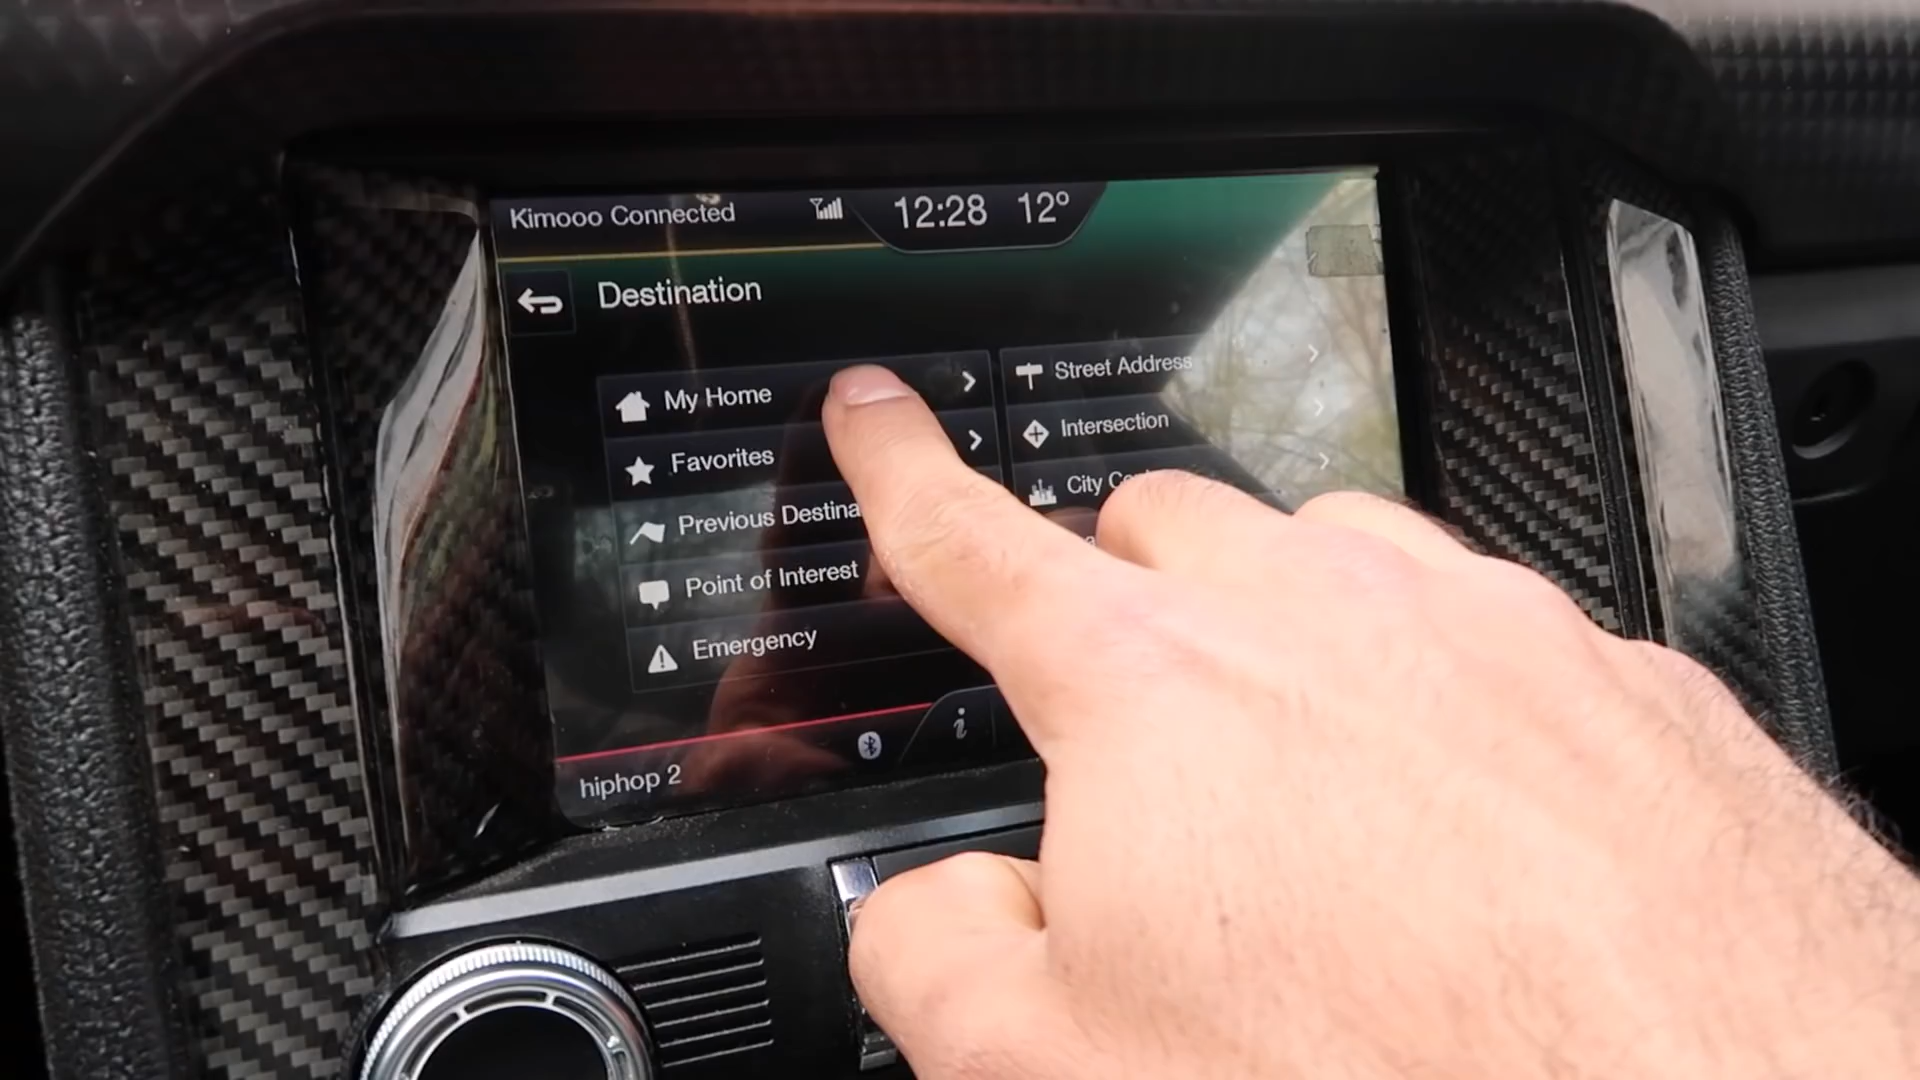 Kimooo Connected
12:28 12°
Destination
My Home
Favorites
Previous Destina
Point of Interest
Emergency
Street Address
Intersection
City
hiphop 2
i